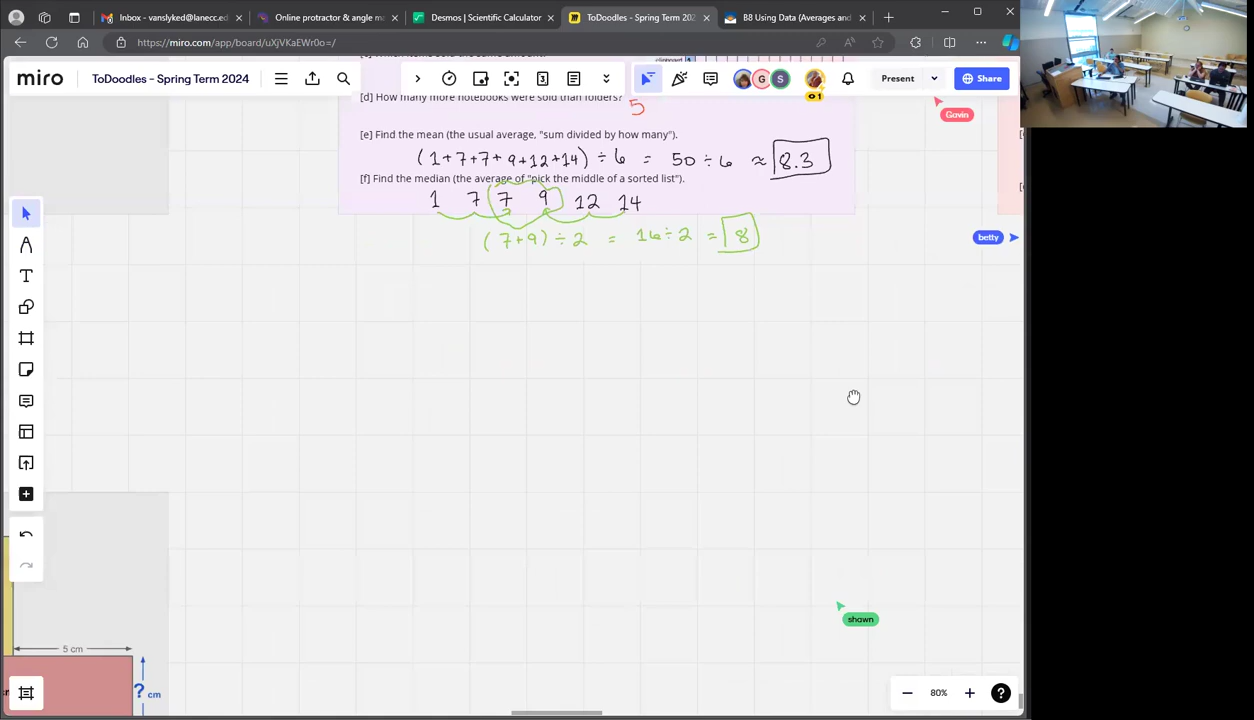 Inbox - vanslyked@lanecc.ed
Online protractor & angle m
Desmos | Scientific Calculator
ToDoodles - Spring Term 202
B8 Using Data (Averages and
https://miro.com/app/board/uXjVKaEWr0o=/
miro
ToDoodles - Spring Term 2024
3
G
S
1
Present
Share
clipboard
[d] How many more notebooks were sold than folders?
5
Gavin
[e] Find the mean (the usual average, "sum divided by how many").
(1+7+7+9+12+14) ÷ 6 = 50 ÷ 6 ≈ 8.3
[f] Find the median (the average of "pick the middle of a sorted list").
1 7 7 9 12 14
(7+9) ÷ 2 = 16 ÷ 2 = 8
betty
T
shawn
5 cm
? cm
80%
?